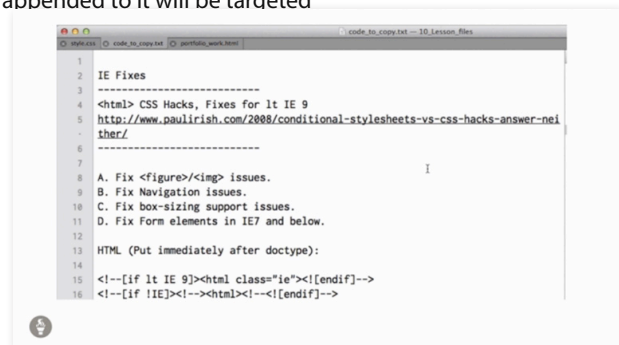 appended to it will be targeted
code_to_copy.txt — 10_Lesson_files
style.css code_to_copy.txt portfolio_work.html
1
2 IE Fixes
3 ---------------------------
4 <html> CSS Hacks, Fixes for lt IE 9
5 http://www.paulirish.com/2008/conditional-stylesheets-vs-css-hacks-answer-nei
- ther/
6 ---------------------------
7
8 A. Fix <figure>/<img> issues.
9 B. Fix Navigation issues.
10 C. Fix box-sizing support issues.
11 D. Fix Form elements in IE7 and below.
12
13 HTML (Put immediately after doctype):
14
15 <!--[if lt IE 9]><html class="ie"><![endif]-->
16 <!--[if !IE]><!--><html><!--<![endif]-->